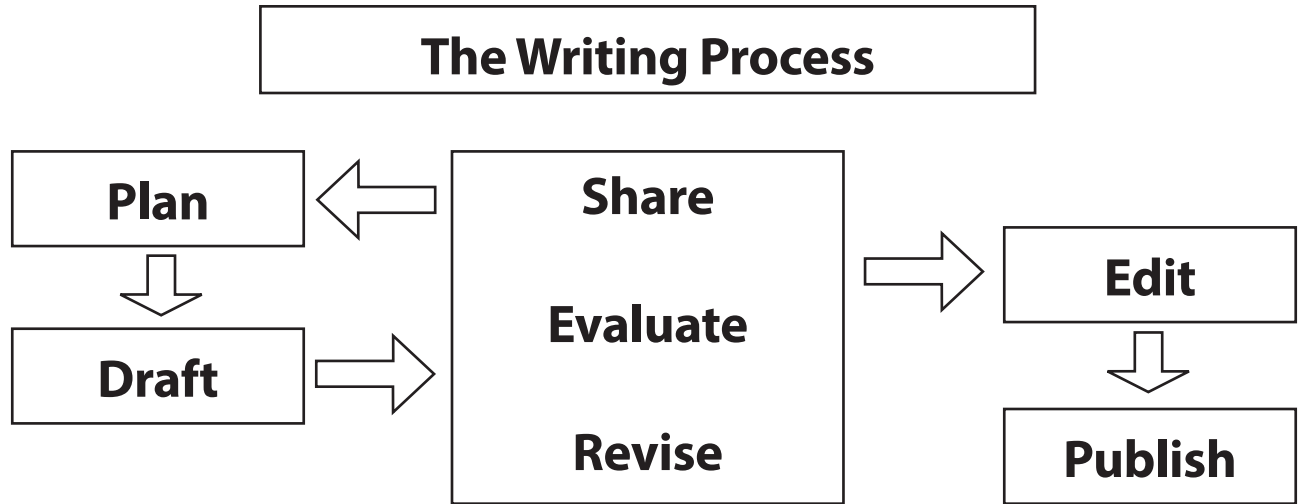 The Writing Process
Plan
Draft
Share
Evaluate
Revise
Edit
Publish